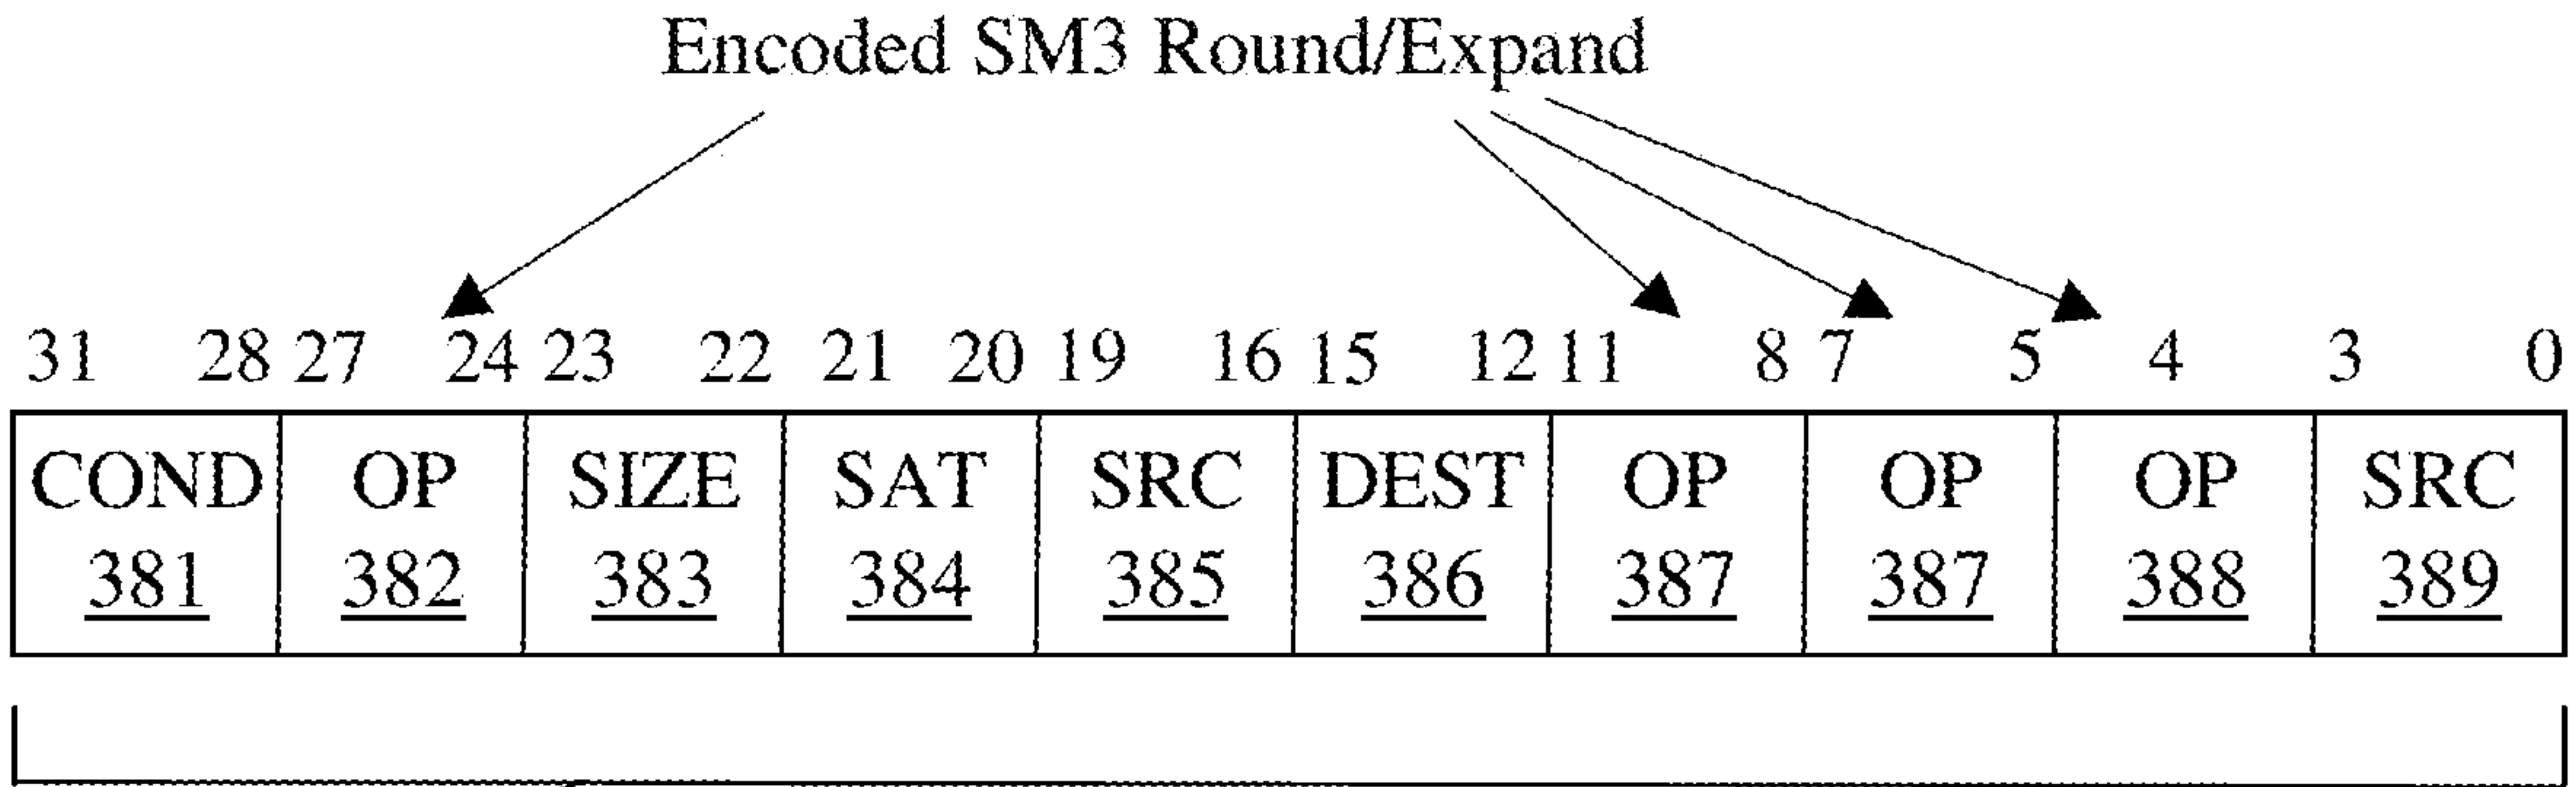 Encoded SM3 Round/Expand
31 28 27 24 23 22 21 20 19 16 15 12 11 8 7 5 4 3 0
COND OP SIZE SAT SRC DEST OP OP OP SRC
381 382 383 384 385 386 387 387 388 389